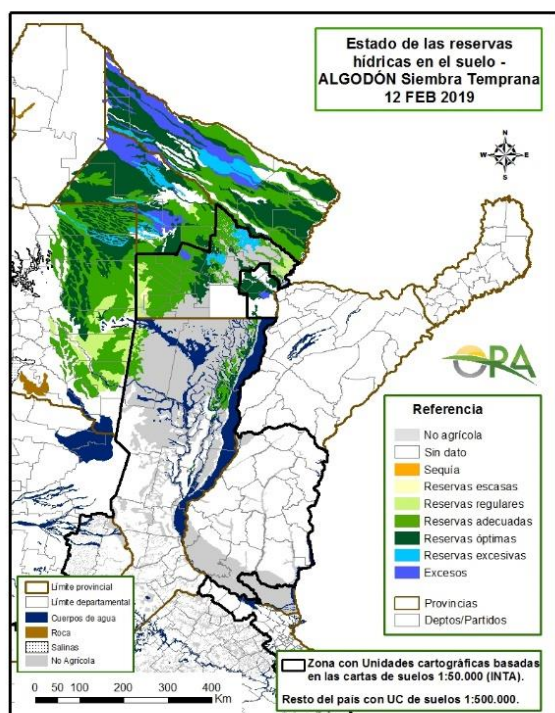 Estado de las reservas
hídricas en el suelo -
ALGODÓN Siembra Temprana
12 FEB 2019
N
W E
S
ORA
Referencia
No agrícola
Sin dato
Sequía
Reservas escasas
Reservas regulares
Reservas adecuadas
Reservas óptimas
Reservas excesivas
Excesos
Provincias
Deptos/Partidos
Límite provincial
Límite departamental
Cuerpos de agua
Roca
Salinas
No Agrícola
0 50 100 200 300 400
Km
Zona con Unidades cartográficas basadas
en las cartas de suelos 1:50.000 (INTA).
Resto del país con UC de suelos 1:500.000.